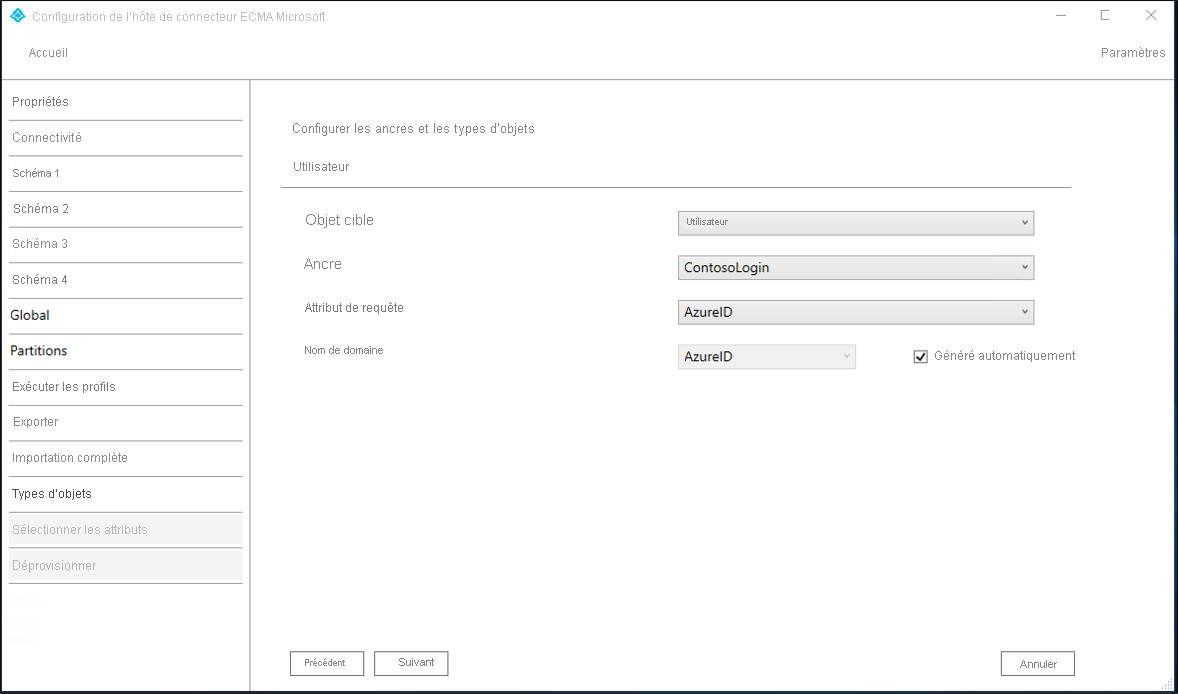 Configuration de l'hôte de connecteur ECMA Microsoft
Accueil
Paramètres
Propriétés
Connectivité
Schéma 1
Schéma 2
Schéma 3
Schéma 4
Global
Partitions
Exécuter les profils
Exporter
Importation complète
Types d'objets
Sélectionner les attributs
Déprovisionner
Configurer les ancres et les types d'objets
Utilisateur
Objet cible
Utilisateur
Ancre
ContosoLogin
Attribut de requête
AzureID
Nom de domaine
AzureID
Généré automatiquement
Précédent
Suivant
Annuler